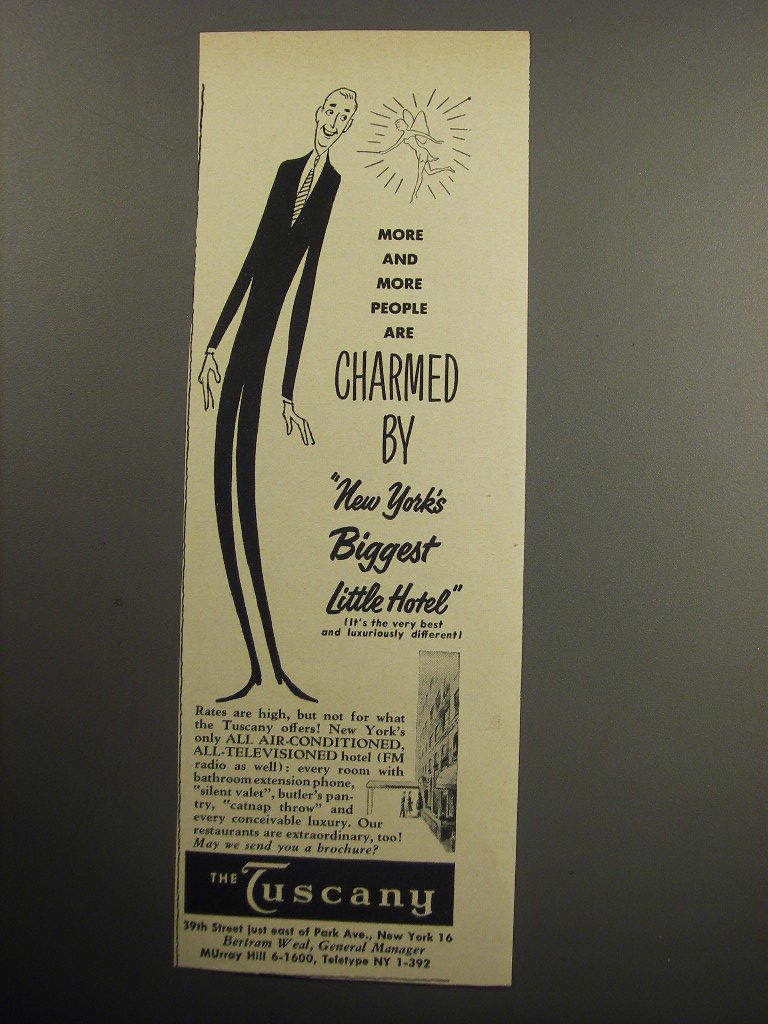 MORE
AND
MORE
PEOPLE
ARE
CHARMED
BY
"New York's
Biggest
Little Hotel"
(It's the very best
and luxuriously different)
Rates are high, but not for what
the Tuscany offers! New York's
only ALL AIR-CONDITIONED,
ALL-TELEVISIONED hotel (FM
radio as well): every room with
bathroom extension phone,
"silent valet", butler's pan-
try, "catnap throw" and
every conceivable luxury. Our
restaurants are extraordinary, too!
May we send you a brochure?
THE Tuscany
39th Street just east of Park Ave., New York 16
Bertram Weal, General Manager
MUrray Hill 6-1600, Teletype NY 1-392